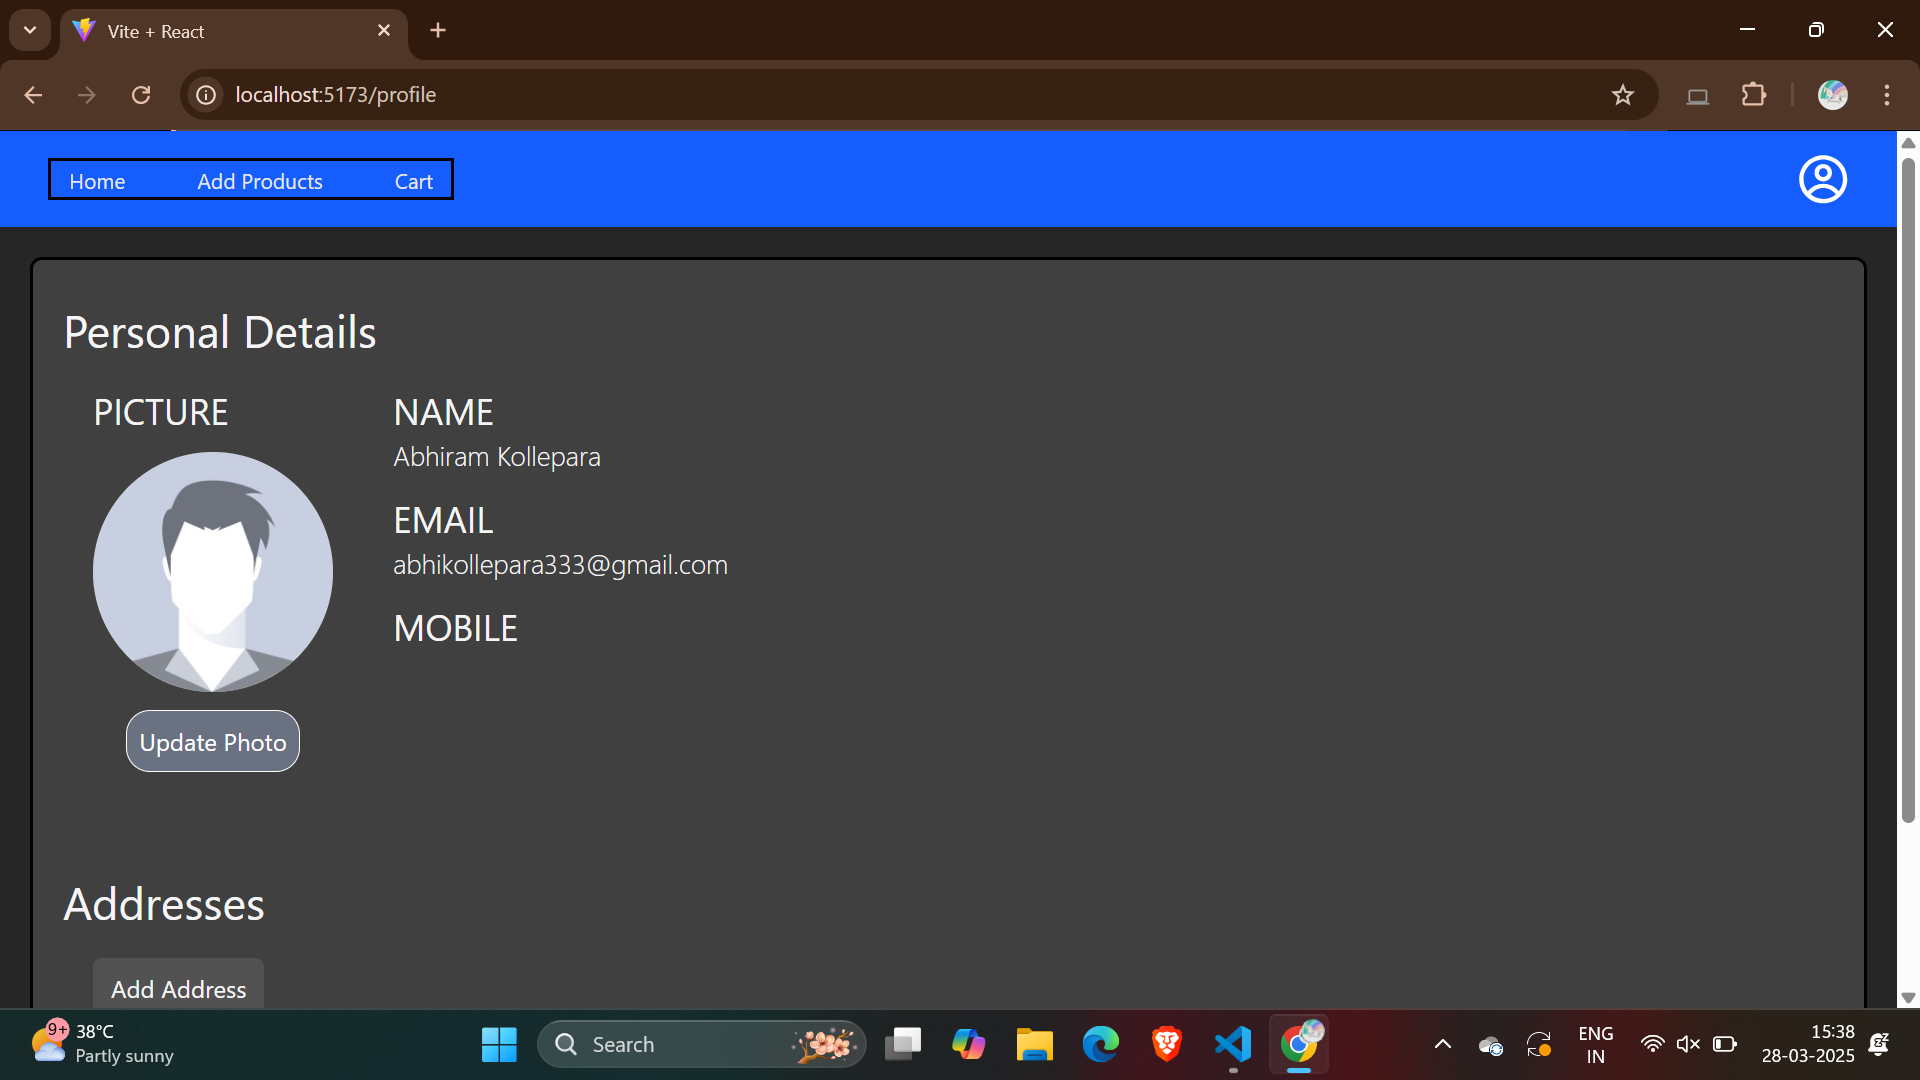 Vite + React
localhost:5173/profile
Home Add Products Cart
Personal Details
PICTURE
NAME
Abhiram Kollepara
EMAIL
abhikollepara333@gmail.com
MOBILE
Update Photo
Addresses
Add Address
9+
38°C
Partly sunny
Search
ENG
IN
15:38
28-03-2025